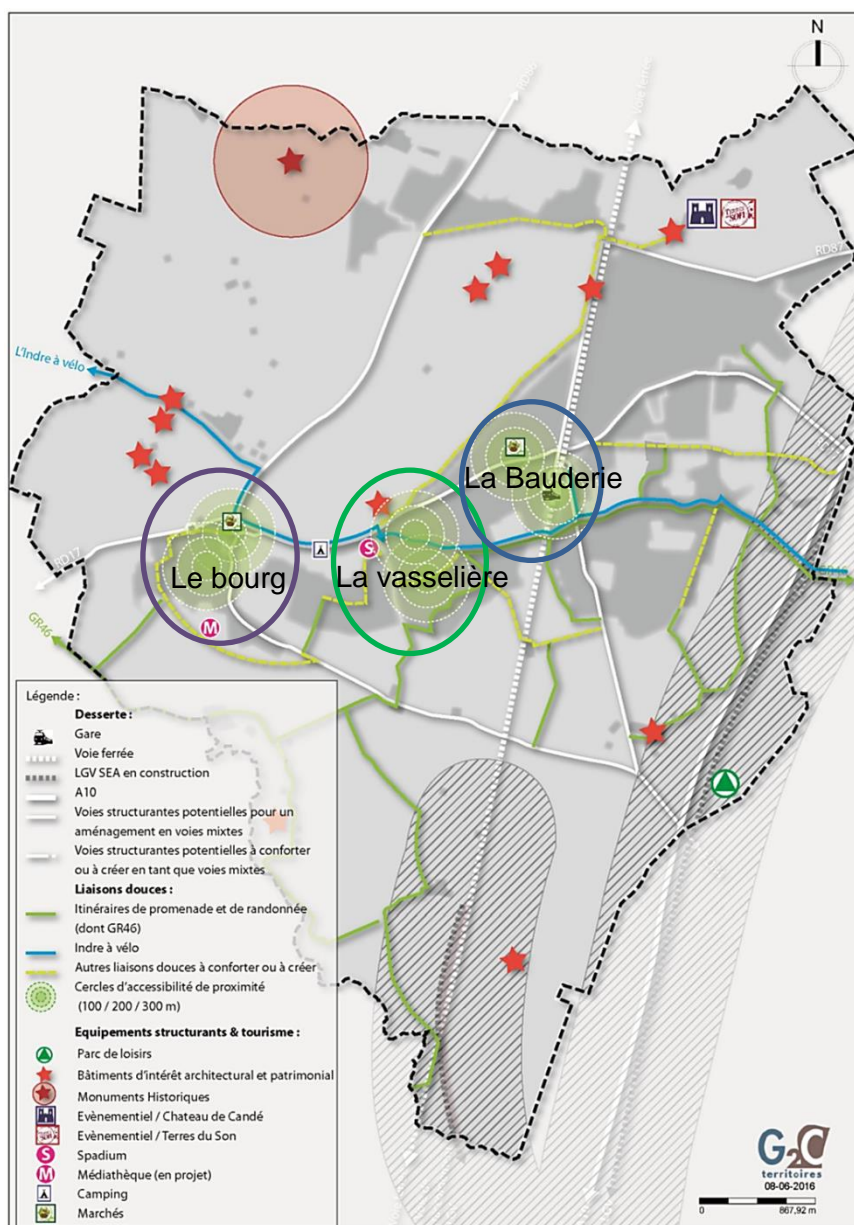 N
RD86
Voie ferrée
RD87
L'Indre à vélo
La Bauderie
S
Le bourg
La vasselière
RD17
GR46
M
Légende :
Desserte :
Gare
Voie ferrée
LGV SEA en construction
A10
Voies structurantes potentielles pour un
aménagement en voies mixtes
Voies structurantes potentielles à conforter
ou à créer en tant que voies mixtes
Liaisons douces :
Itinéraires de promenade et de randonnée
(dont GR46)
Indre à vélo
Autres liaisons douces à conforter ou à créer
Cercles d'accessibilité de proximité
(100 / 200 / 300 m)
Equipements structurants & tourisme :
Parc de loisirs
Bâtiments d'intérêt architectural et patrimonial
Monuments Historiques
Evènementiel / Chateau de Candé
Evènementiel / Terres du Son
S
Spadium
M
Médiathèque (en projet)
Camping
Marchés
G2C
territoires
08-06-2016
0
867,92 m